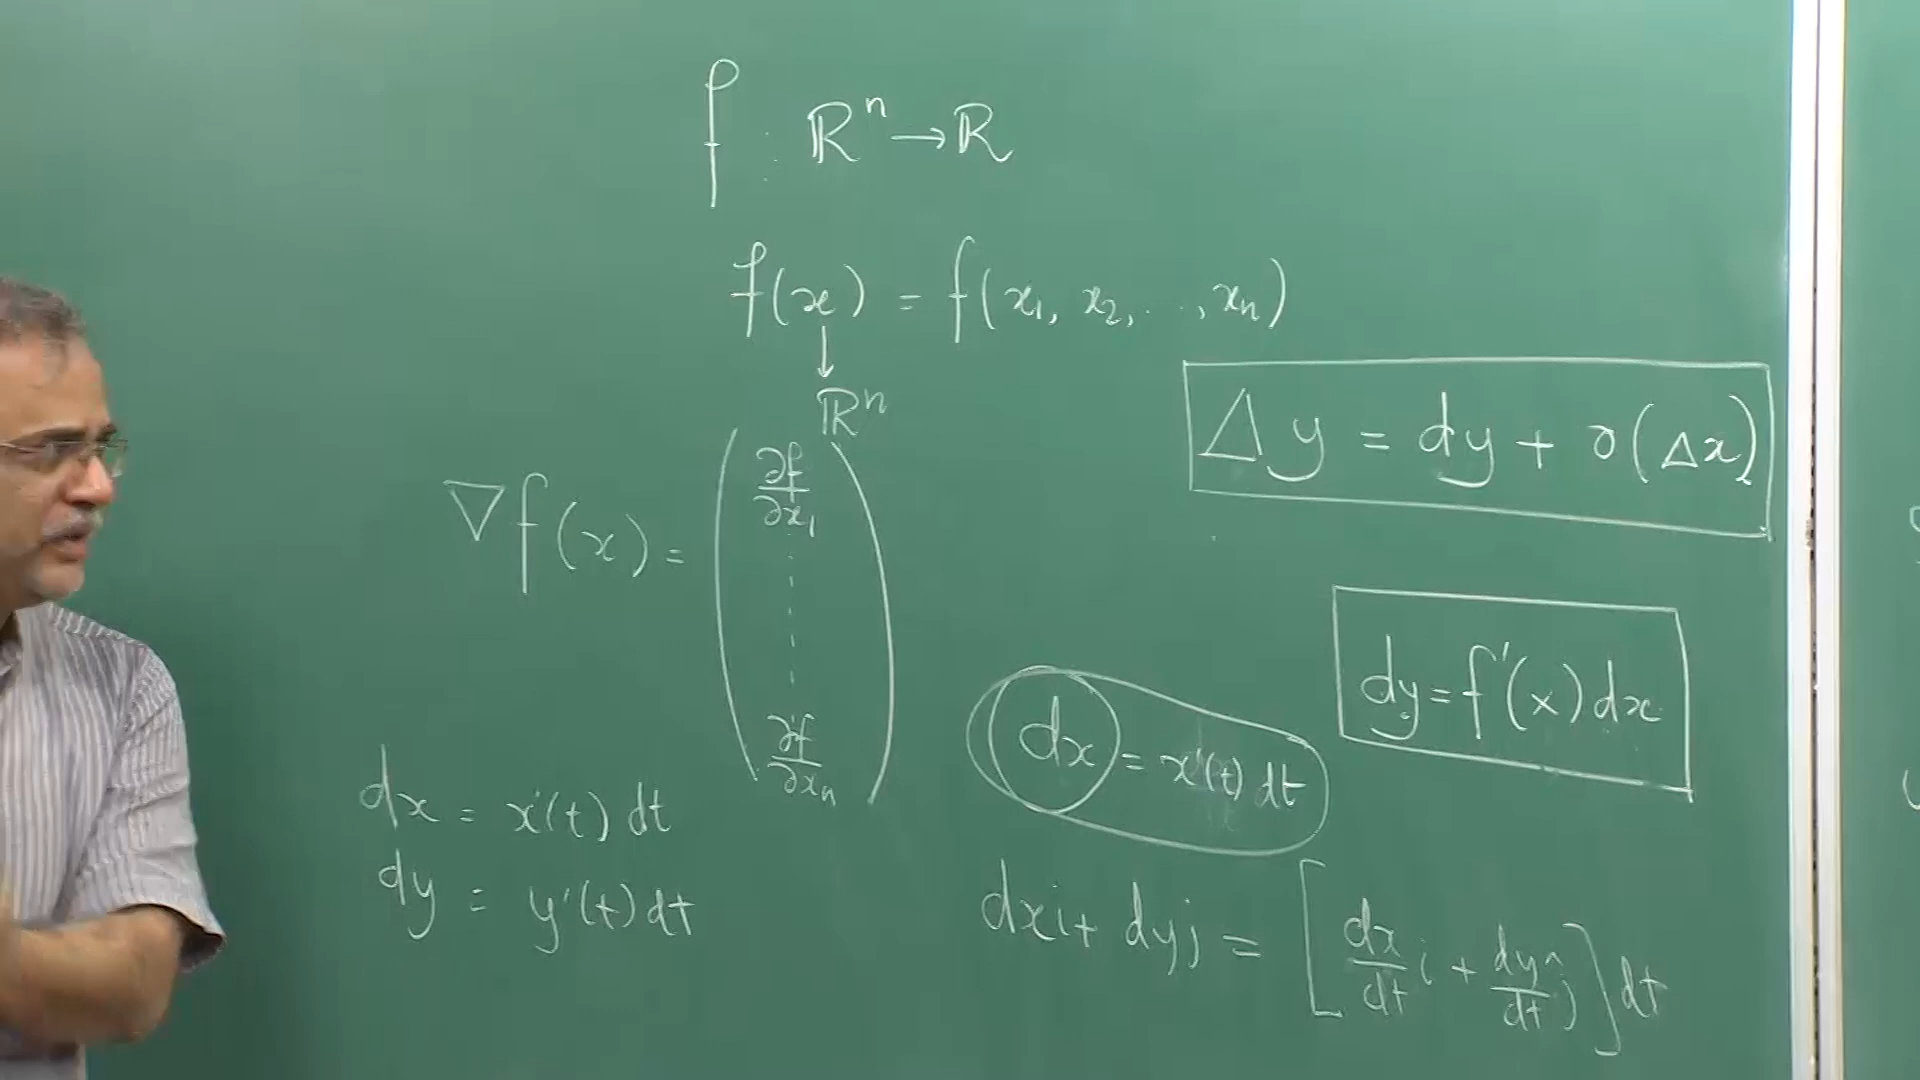 f : ℝⁿ → ℝ
f(x) = f(x₁, x₂, ..., xₙ)
↓
ℝⁿ
Δy = dy + o(Δx)
∇f(x) = ( ∂f/∂x₁ ⋮ ∂f/∂xₙ )
dy = f'(x) dx
dx = x'(t) dt
dx = x'(t) dt
dy = y'(t) dt
dxi + dyj = [ dx/dt i + dy/dt ĵ ] dt